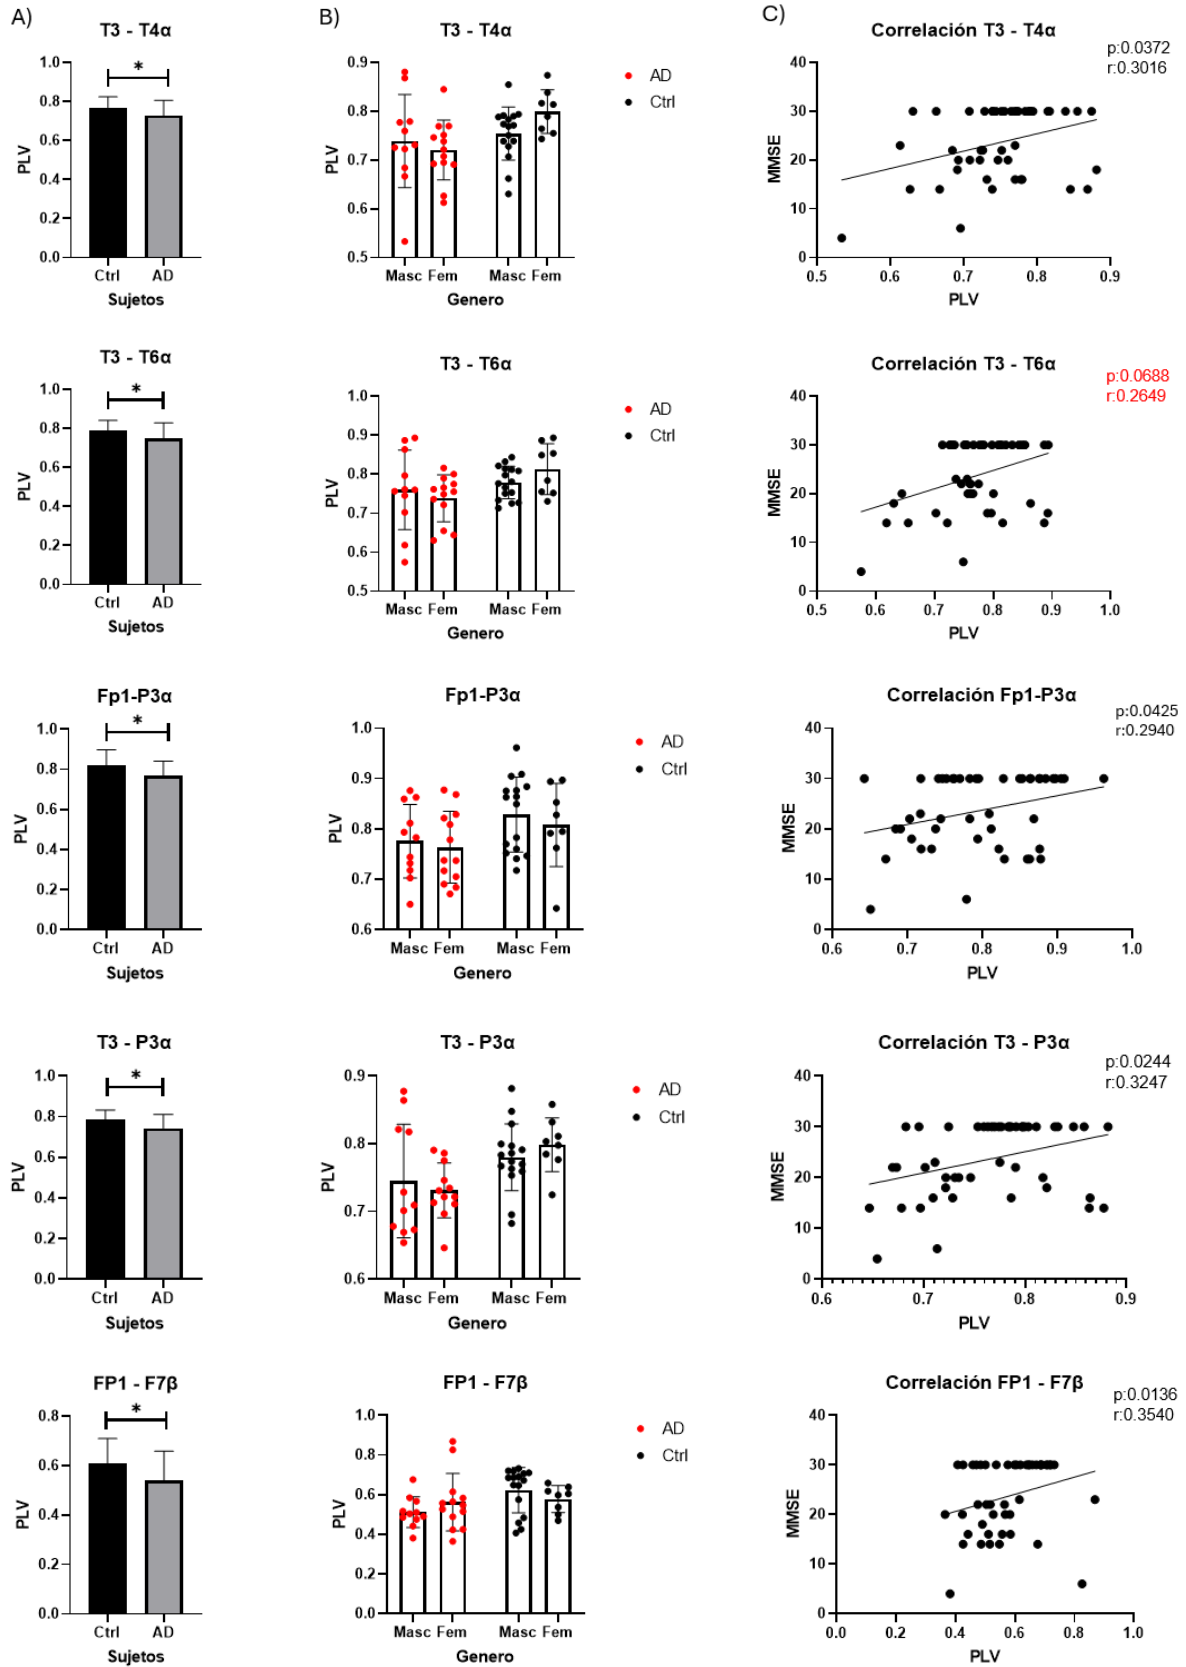 A)
B)
C)
T3 - T4α
1.0
0.8
0.6
0.4
0.2
0.0
PLV
*
Ctrl
AD
Sujetos
T3 - T4α
0.9
0.8
0.7
0.6
0.5
PLV
Masc Fem
Masc Fem
Genero
AD
Ctrl
Correlación T3 - T4α
p:0.0372
r:0.3016
40
30
20
10
0
MMSE
0.5
0.6
0.7
0.8
0.9
PLV
T3 - T6α
1.0
0.8
0.6
0.4
0.2
0.0
PLV
*
Ctrl
AD
Sujetos
T3 - T6α
1.0
0.9
0.8
0.7
0.6
0.5
PLV
Masc Fem
Masc Fem
Genero
AD
Ctrl
Correlación T3 - T6α
p:0.0688
r:0.2649
40
30
20
10
0
MMSE
0.5
0.6
0.7
0.8
0.9
1.0
PLV
Fp1-P3α
1.0
0.8
0.6
0.4
0.2
0.0
PLV
*
Ctrl
AD
Sujetos
Fp1-P3α
1.0
0.9
0.8
0.7
0.6
PLV
Masc Fem
Masc Fem
Genero
AD
Ctrl
Correlación Fp1-P3α
p:0.0425
r:0.2940
40
30
20
10
0
MMSE
0.6
0.7
0.8
0.9
1.0
PLV
T3 - P3α
1.0
0.8
0.6
0.4
0.2
0.0
PLV
*
Ctrl
AD
Sujetos
T3 - P3α
0.9
0.8
0.7
0.6
PLV
Masc Fem
Masc Fem
Genero
AD
Ctrl
Correlación T3 - P3α
p:0.0244
r:0.3247
40
30
20
10
0
MMSE
0.6
0.7
0.8
0.9
PLV
FP1 - F7β
0.8
0.6
0.4
0.2
0.0
PLV
*
Ctrl
AD
Sujetos
FP1 - F7β
1.0
0.8
0.6
0.4
0.2
0.0
PLV
Masc Fem
Masc Fem
Genero
AD
Ctrl
Correlación FP1 - F7β
p:0.0136
r:0.3540
40
30
20
10
0
MMSE
0.0
0.2
0.4
0.6
0.8
1.0
PLV